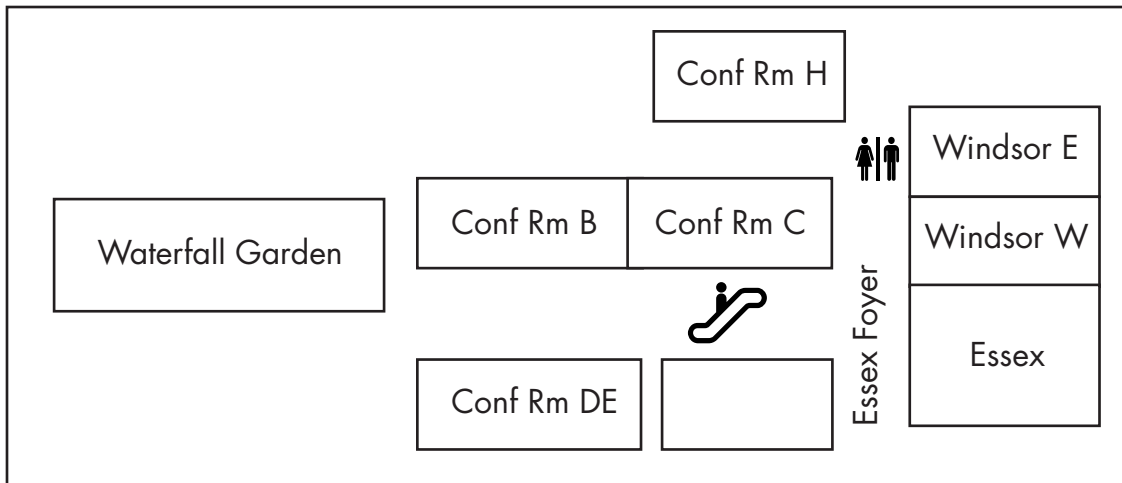 Conf Rm H
Windsor E
Conf Rm B
Conf Rm C
Windsor W
Waterfall Garden
Essex Foyer
Essex
Conf Rm DE